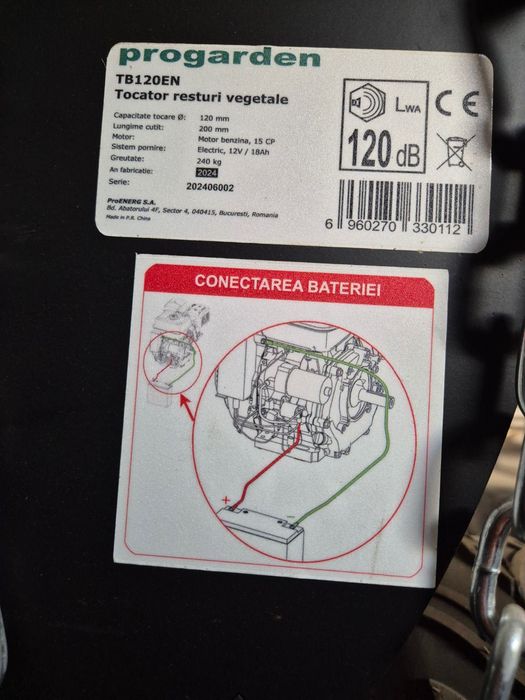 progarden
TB120EN
Tocator resturi vegetale
Capacitate tocare Ø: 120 mm
Lungime cutit: 200 mm
Motor: Motor benzina, 15 CP
Sistem pornire: Electric, 12V / 18Ah
Greutate: 240 kg
An fabricatie: 2024
Serie: 202406002
ProENERG S.A.
Bd. Abatorului 4F, Sector 4, 040415, Bucuresti, Romania
Made in P.R. China
LWA
120 dB
CE
6 960270 330112
CONECTAREA BATERIEI
+ -